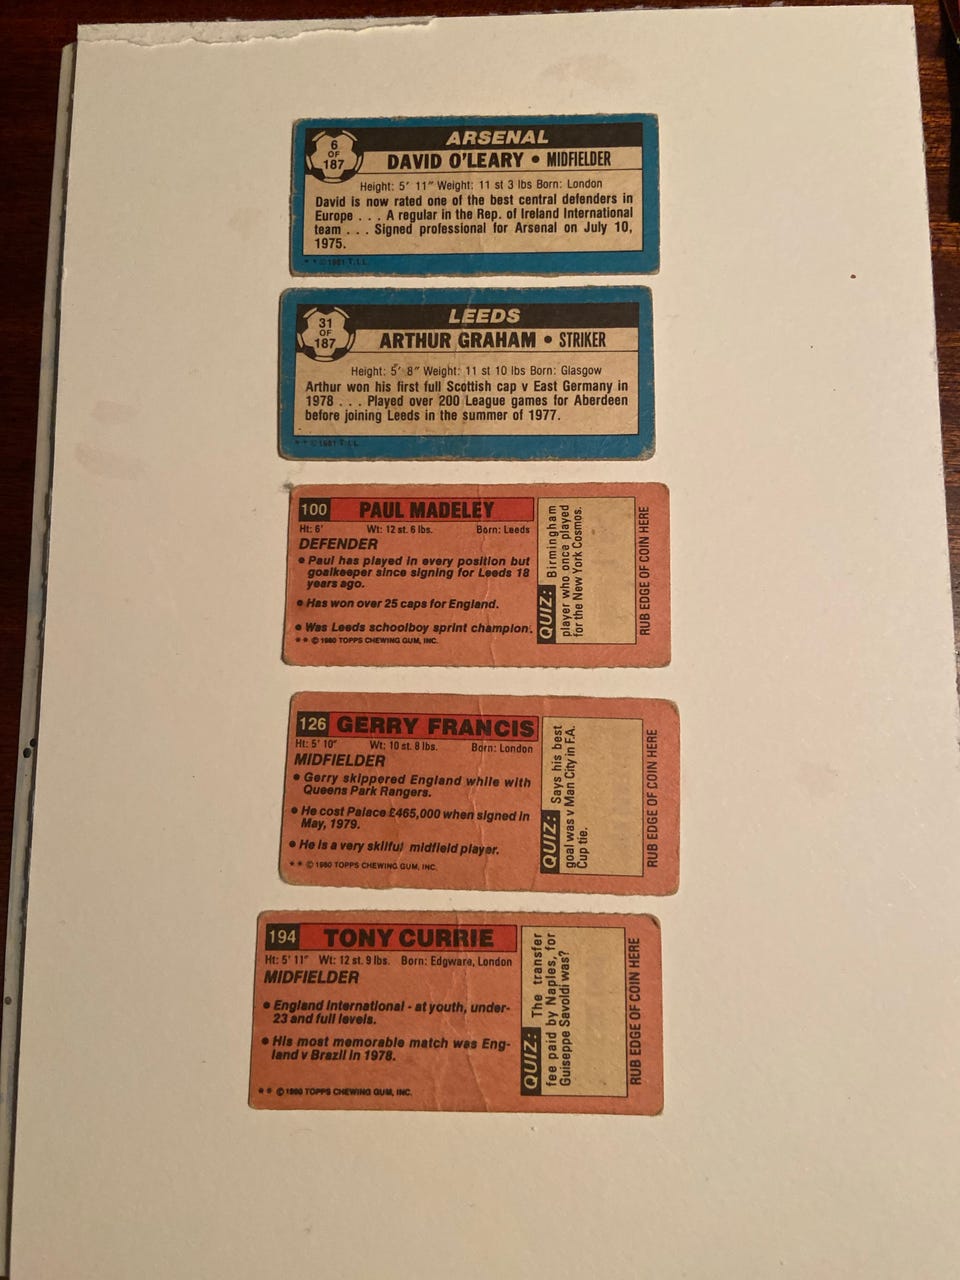 6
OF
187
ARSENAL
DAVID O'LEARY • MIDFIELDER
Height: 5' 11" Weight: 11 st 3 lbs Born: London
David is now rated one of the best central defenders in
Europe . . . A regular in the Rep. of Ireland International
team . . . Signed professional for Arsenal on July 10,
1975.
* * © 1981 T.I.L.
31
OF
187
LEEDS
ARTHUR GRAHAM • STRIKER
Height: 5' 8" Weight: 11 st 10 lbs Born: Glasgow
Arthur won his first full Scottish cap v East Germany in
1978 . . . Played over 200 League games for Aberdeen
before joining Leeds in the summer of 1977.
* * © 1981 T.I.L.
100 PAUL MADELEY
Ht: 6' Wt: 12 st. 6 lbs. Born: Leeds
DEFENDER
• Paul has played in every position but
goalkeeper since signing for Leeds 18
years ago.
• Has won over 25 caps for England.
• Was Leeds schoolboy sprint champion.
* * © 1980 TOPPS CHEWING GUM, INC.
QUIZ: Birmingham
player who once played
for the New York Cosmos.
RUB EDGE OF COIN HERE
126 GERRY FRANCIS
Ht: 5' 10" Wt: 10 st. 8 lbs. Born: London
MIDFIELDER
• Gerry skippered England while with
Queens Park Rangers.
• He cost Palace £465,000 when signed in
May, 1979.
• He is a very skilful midfield player.
* * © 1980 TOPPS CHEWING GUM, INC.
QUIZ: Says his best
goal was v Man City in F.A.
Cup tie.
RUB EDGE OF COIN HERE
194 TONY CURRIE
Ht: 5' 11" Wt: 12 st. 9 lbs. Born: Edgware, London
MIDFIELDER
• England International - at youth, under-
23 and full levels.
• His most memorable match was Eng-
land v Brazil in 1978.
* * © 1980 TOPPS CHEWING GUM, INC.
QUIZ: The transfer
fee paid by Naples, for
Guiseppe Savoldi was?
RUB EDGE OF COIN HERE